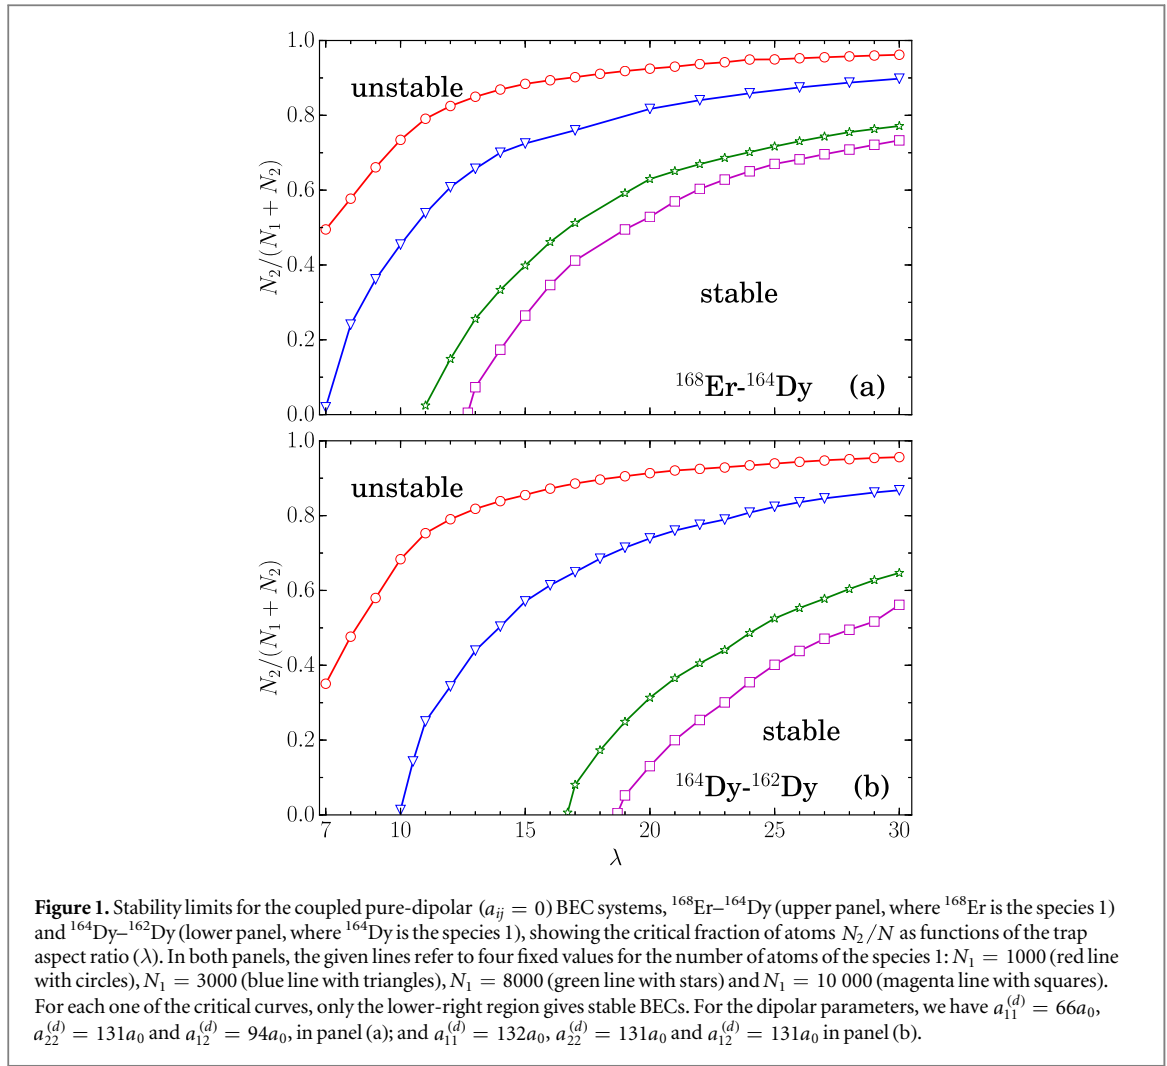 1.0
unstable
0.8
0.6
N₂/(N₁ + N₂)
0.4
stable
0.2
¹⁶⁸Er-¹⁶⁴Dy (a)
0.0
1.0
unstable
0.8
0.6
N₂/(N₁ + N₂)
0.4
0.2
stable
¹⁶⁴Dy-¹⁶²Dy (b)
0.0
7 10 15 20 25 30
λ
Figure 1. Stability limits for the coupled pure-dipolar (a_{ij} = 0) BEC systems, ¹⁶⁸Er–¹⁶⁴Dy (upper panel, where ¹⁶⁸Er is the species 1)
and ¹⁶⁴Dy–¹⁶²Dy (lower panel, where ¹⁶⁴Dy is the species 1), showing the critical fraction of atoms N₂/N as functions of the trap
aspect ratio (λ). In both panels, the given lines refer to four fixed values for the number of atoms of the species 1: N₁ = 1000 (red line
with circles), N₁ = 3000 (blue line with triangles), N₁ = 8000 (green line with stars) and N₁ = 10 000 (magenta line with squares).
For each one of the critical curves, only the lower-right region gives stable BECs. For the dipolar parameters, we have a₁₁⁽ᵈ⁾ = 66a₀,
a₂₂⁽ᵈ⁾ = 131a₀ and a₁₂⁽ᵈ⁾ = 94a₀, in panel (a); and a₁₁⁽ᵈ⁾ = 132a₀, a₂₂⁽ᵈ⁾ = 131a₀ and a₁₂⁽ᵈ⁾ = 131a₀ in panel (b).